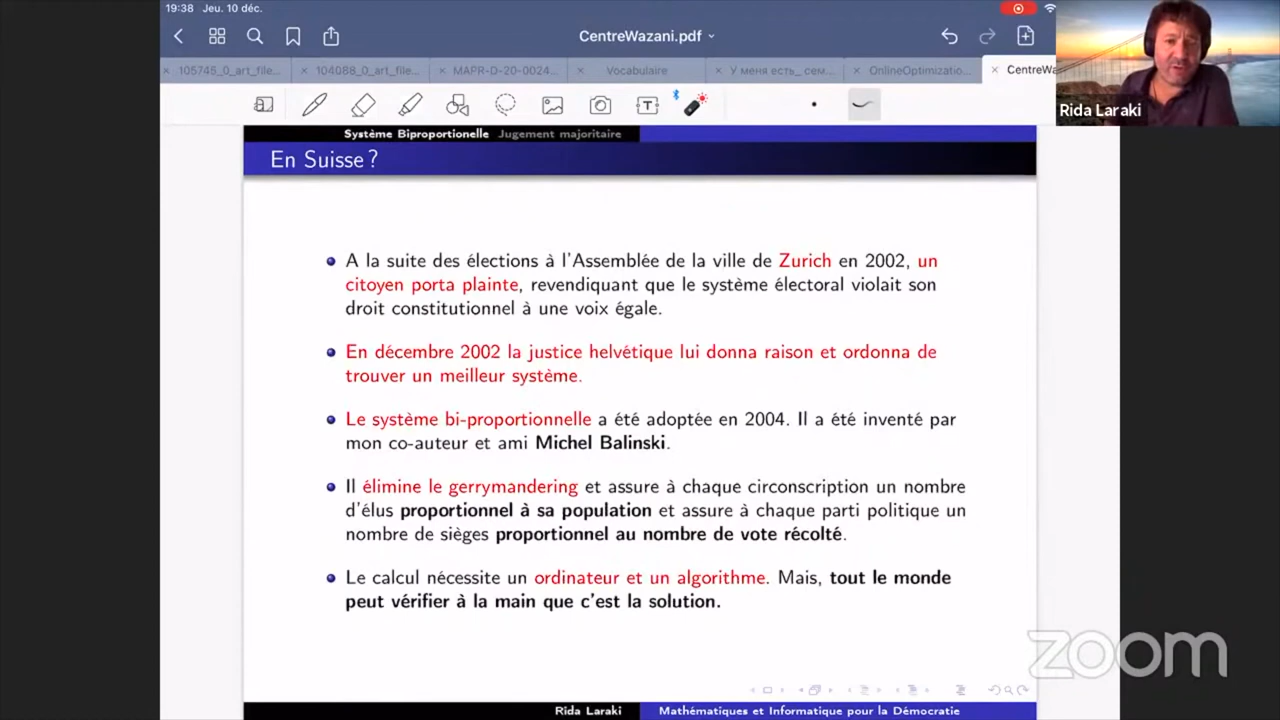 19:38 Jeu. 10 déc.
CentreWazani.pdf
105745_0_art_file...
104088_0_art_file...
MAPR-D-20-0024...
Vocabulaire
У меня есть_ сем...
OnlineOptimizatio...
CentreWa
Rida Laraki
Système Biproportionelle Jugement majoritaire
En Suisse ?
A la suite des élections à l'Assemblée de la ville de Zurich en 2002, un
citoyen porta plainte, revendiquant que le système électoral violait son
droit constitutionnel à une voix égale.
En décembre 2002 la justice helvétique lui donna raison et ordonna de
trouver un meilleur système.
Le système bi-proportionnelle a été adoptée en 2004. Il a été inventé par
mon co-auteur et ami Michel Balinski.
Il élimine le gerrymandering et assure à chaque circonscription un nombre
d'élus proportionnel à sa population et assure à chaque parti politique un
nombre de sièges proportionnel au nombre de vote récolté.
Le calcul nécessite un ordinateur et un algorithme. Mais, tout le monde
peut vérifier à la main que c'est la solution.
zoom
Rida Laraki Mathématiques et Informatique pour la Démocratie